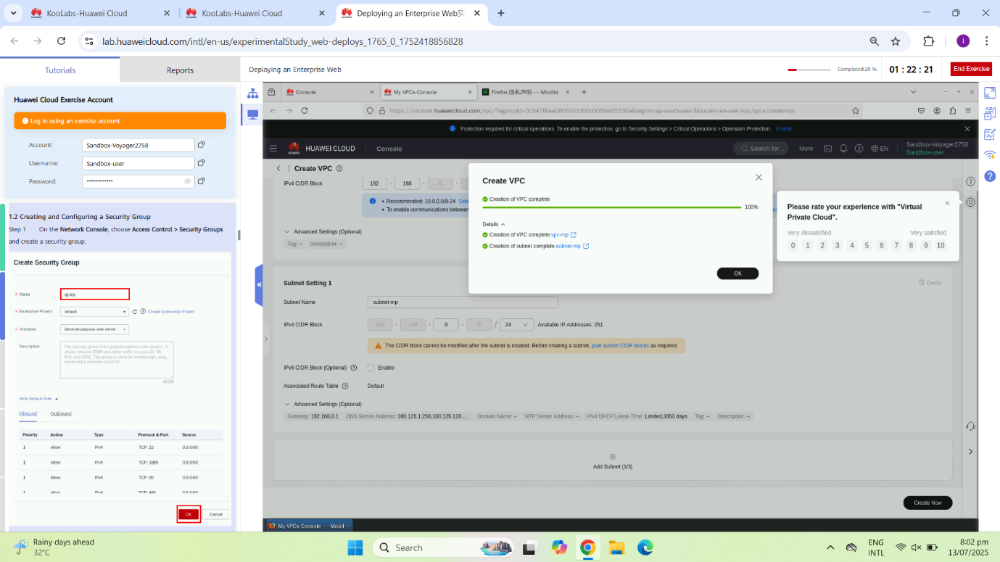 KooLabs-Huawei Cloud
KooLabs-Huawei Cloud
Deploying an Enterprise Web实
lab.huaweicloud.com/intl/en-us/experimentalStudy_web-deploys_1765_0_1752418856828
I
Tutorials
Reports
Deploying an Enterprise Web
Completed:20 %
01 : 22 : 21
End Exercise
Huawei Cloud Exercise Account
Log in using an exercise account
Account:
Sandbox-Voyager2758
Username:
Sandbox-user
Password:
************
1.2 Creating and Configuring a Security Group
Step 1 On the Network Console, choose Access Control > Security Groups
and create a security group.
Create Security Group
* Name
sg-mp
* Enterprise Project
default
Create Enterprise Project
* Template
General-purpose web server
Description
The security group is for general-purpose web servers. It
allows inbound ICMP and other traffic on ports 22, 80,
443, and 3389. This group is used for remote login, ping,
and hosting websites on ECSs.
0/255
Hide Default Rule
Inbound
Outbound
Priority Action Type Protocol & Port Source
1 Allow IPv4 TCP: 22 0.0.0.0/0
1 Allow IPv4 TCP: 3389 0.0.0.0/0
1 Allow IPv4 TCP: 80 0.0.0.0/0
1 Allow IPv4 TCP: 443 0.0.0.0/0
OK
Cancel
Console
My VPCs-Console
Firefox 隐私声明 — Mozilla
https://console.huaweicloud.com/vpc/?agencyId=0c947f6aa080f43f1f00c0086e65530a&region=ap-southeast-3&locale=en-us#/vpc/vpcs/createVpc
Protection required for critical operations. To enable the protection, go to Security Settings > Critical Operations > Operation Protection. Enable
HUAWEI
HUAWEI CLOUD
Console
Search for...
More
EN
Sandbox-Voyager2758
Sandbox-user
Create VPC
IPv4 CIDR Block
192 · 168 · 0 ·
Recommended: 10.0.0.0/8-24
To enable communications between
Advanced Settings (Optional)
Tag: --
Description: --
Create VPC
Creation of VPC complete
100%
Details
Creation of VPC complete.vpc-mp
Creation of subnet complete.subnet-mp
OK
Please rate your experience with "Virtual
Private Cloud".
Very dissatisfied
Very satisfied
0 1 2 3 4 5 6 7 8 9 10
Subnet Setting 1
Delete
Subnet Name
subnet-mp
IPv4 CIDR Block
192 · 168 · 0 · 0 / 24
Available IP Addresses: 251
The CIDR block cannot be modified after the subnet is created. Before creating a subnet, plan subnet CIDR blocks as required.
IPv6 CIDR Block (Optional)
Enable
Associated Route Table
Default
Advanced Settings (Optional)
Gateway: 192.168.0.1
DNS Server Address: 100.125.1.250,100.125.128....
Domain Name: --
NTP Server Address: --
IPv4 DHCP Lease Time: Limited,3650 days
Tag: --
Description: --
Add Subnet (1/3)
Create Now
My VPCs-Console — Mozill···
Rainy days ahead
32°C
Search
ENG
INTL
8:02 pm
13/07/2025